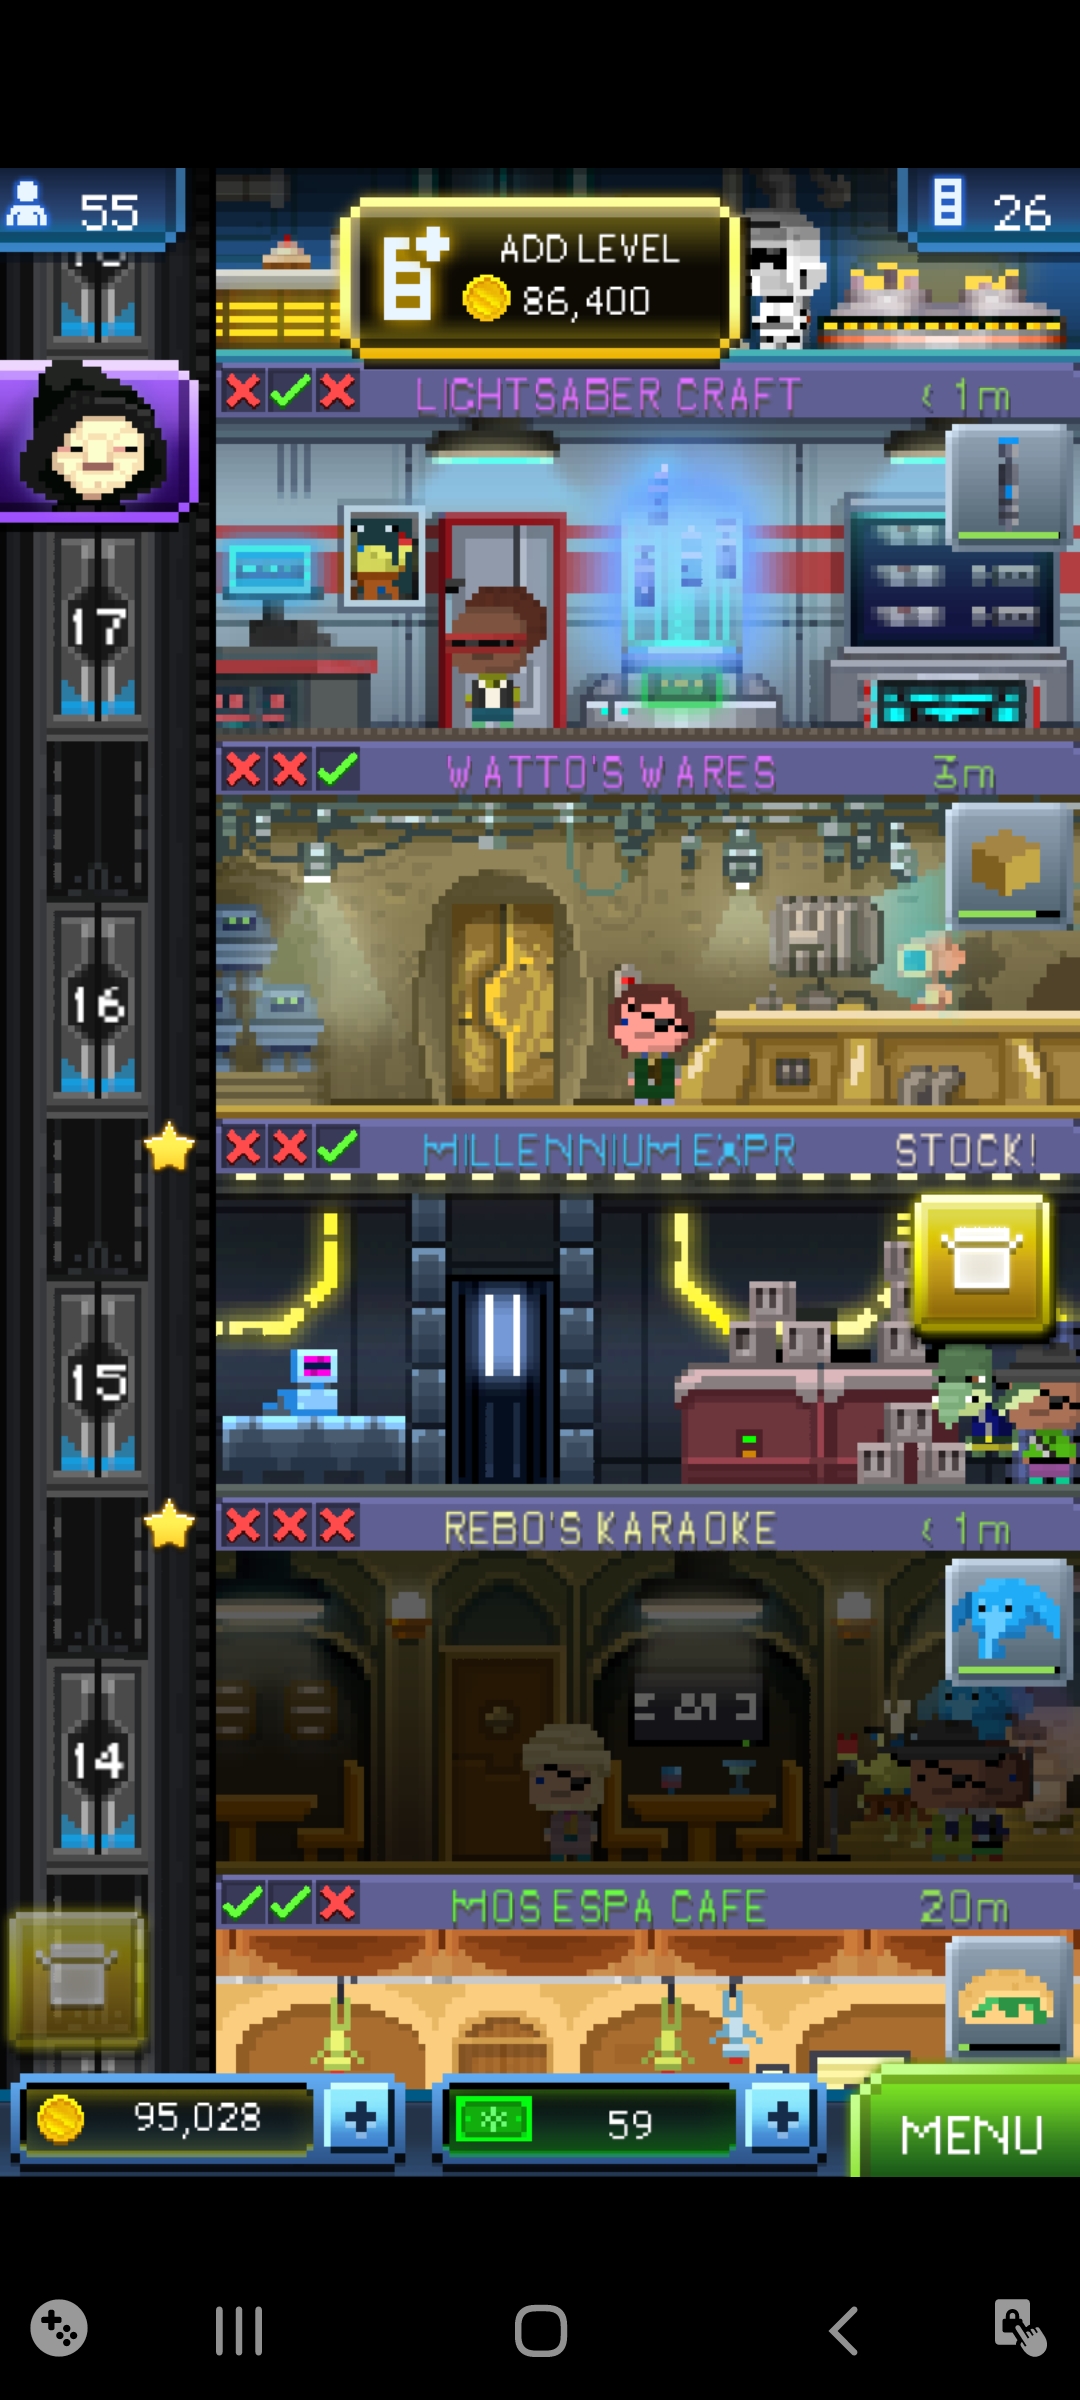 55
26
ADD LEVEL
86,400
LIGHTSABER CRAFT < 1m
17
WATTO'S WARES 3m
16
MILLENNIUM EXPR STOCK!
15
REBO'S KARAOKE < 1m
14
MOS ESPA CAFE 20m
95,028 + 59 + MENU